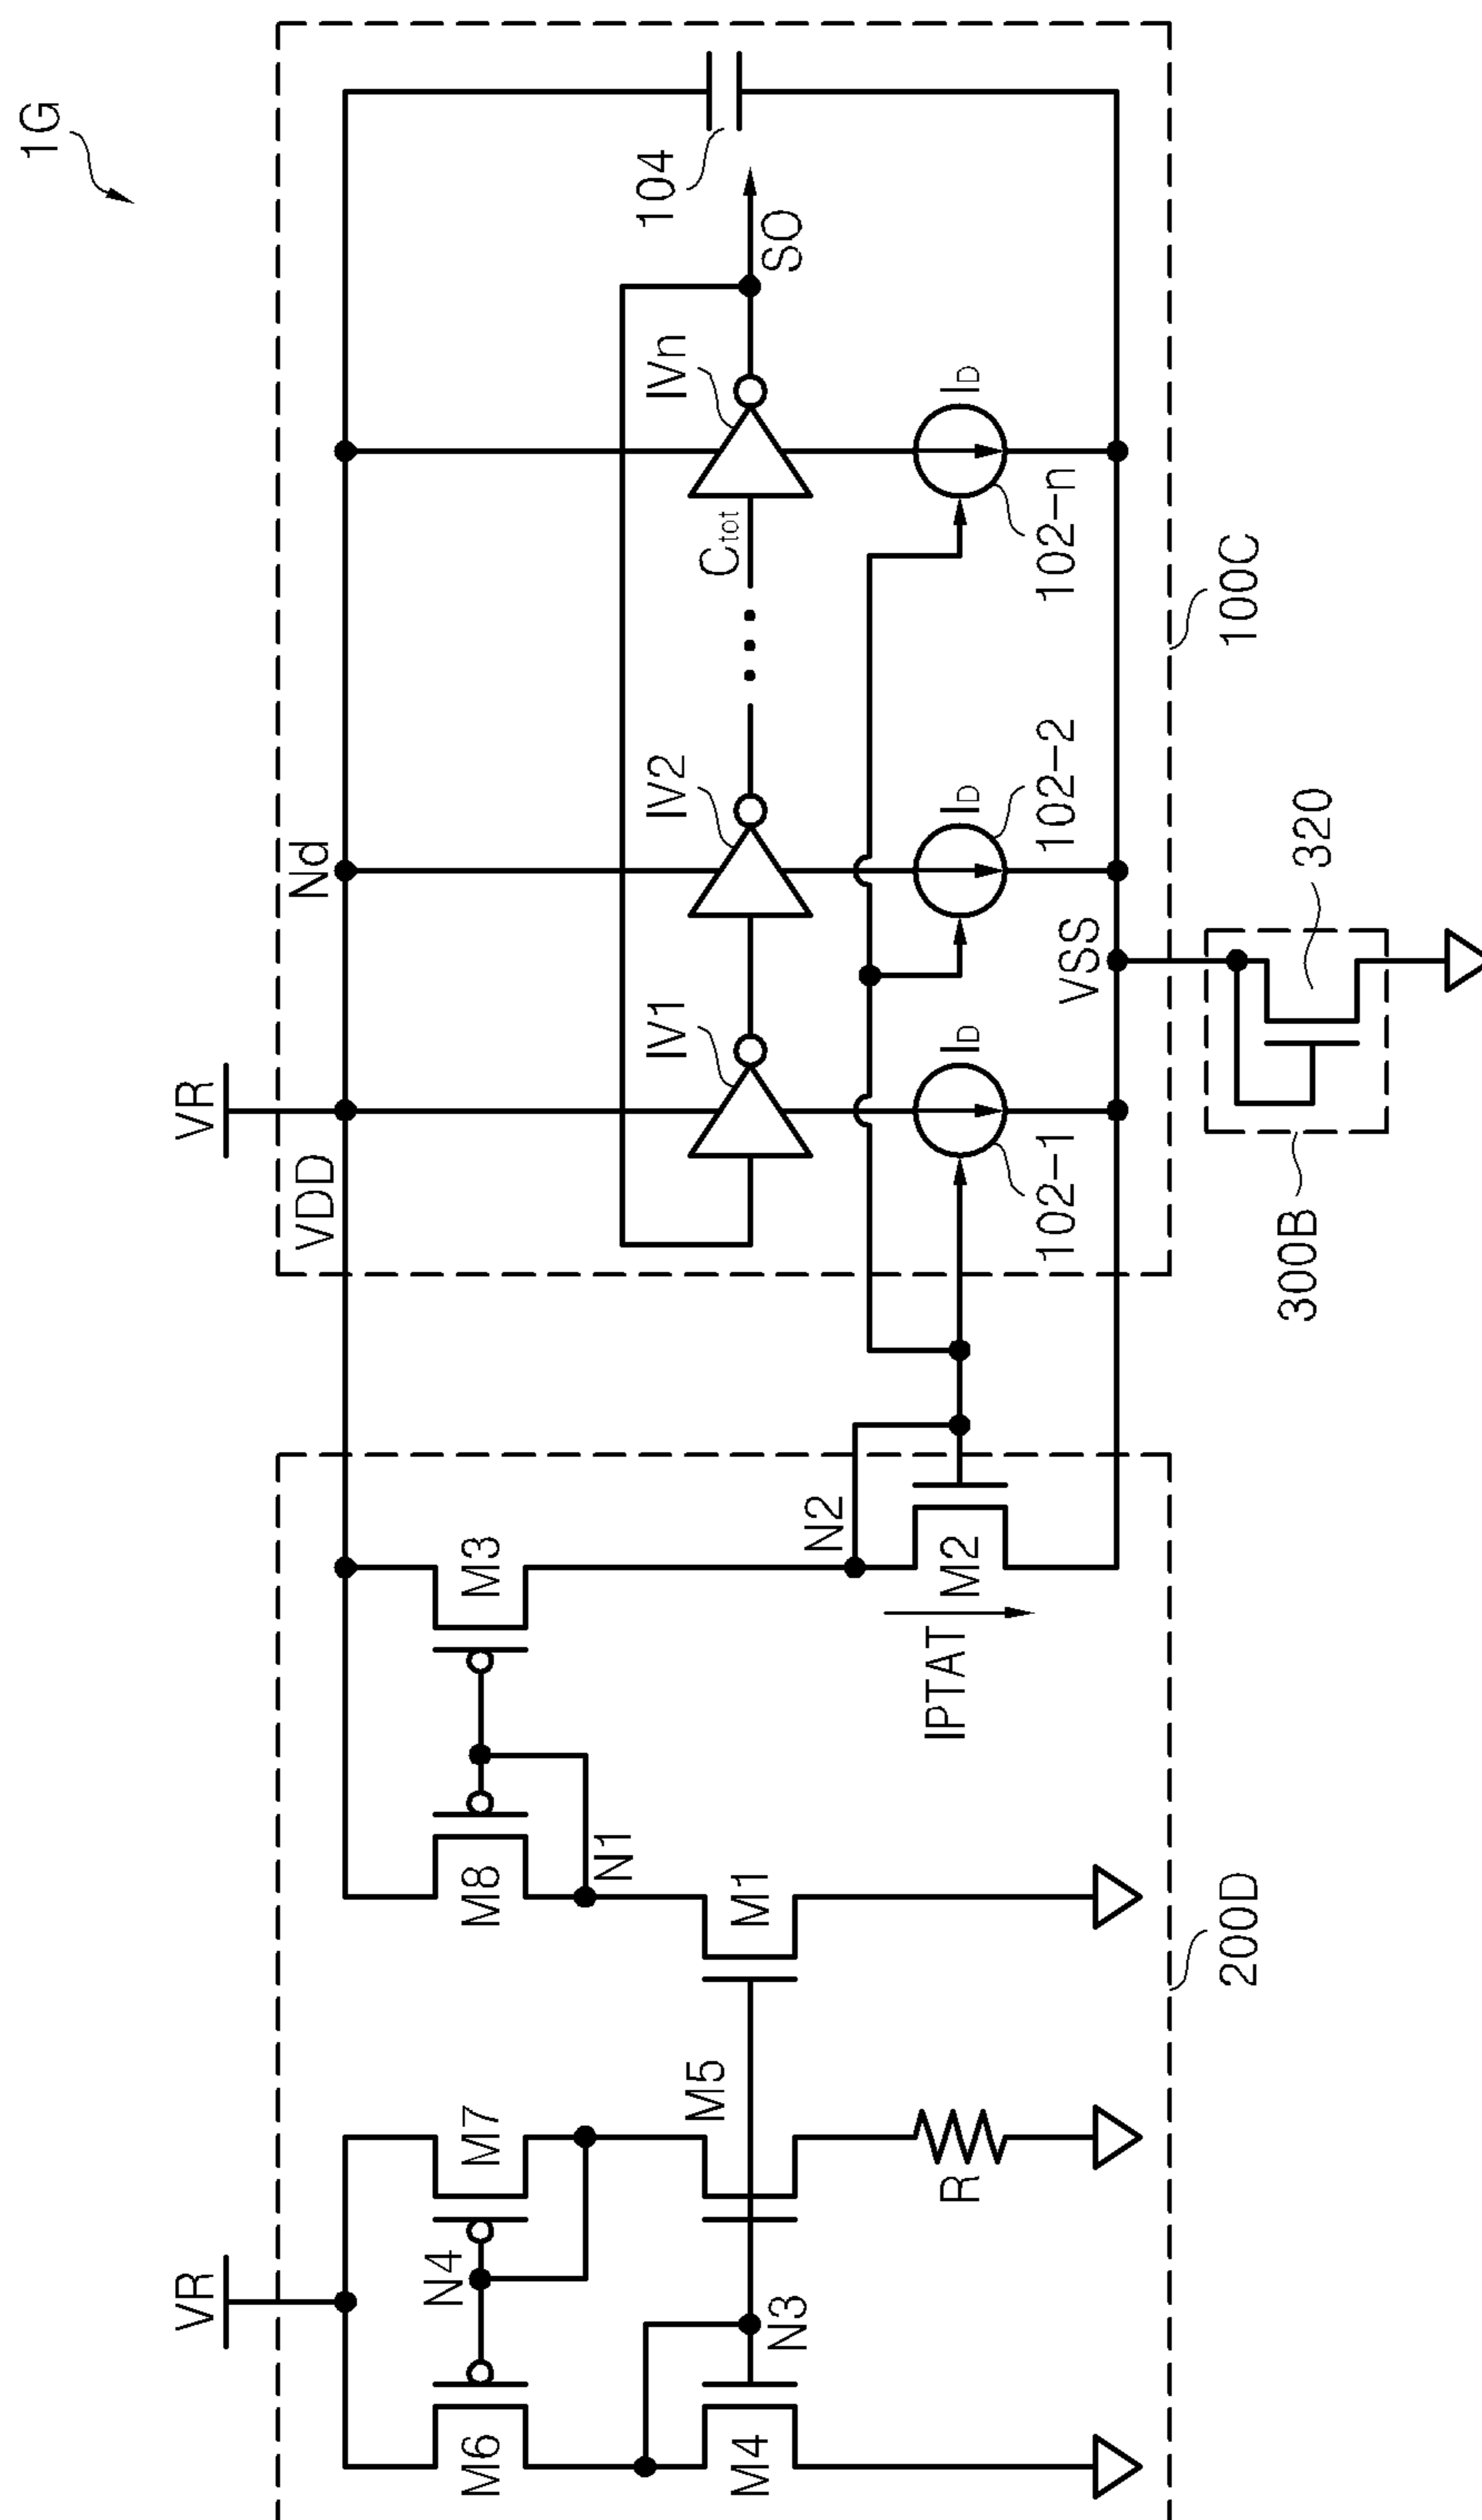 1G
VR
VR
VDD
Nd
M6
M7
N4
M8
M3
N1
IV1
IV2
IVn
104
Ctot
SO
M4
N3
M5
M1
N2
R
IPTAT
M2
ID
ID
ID
102-1
102-2
102-n
VSS
200D
100C
300B
320